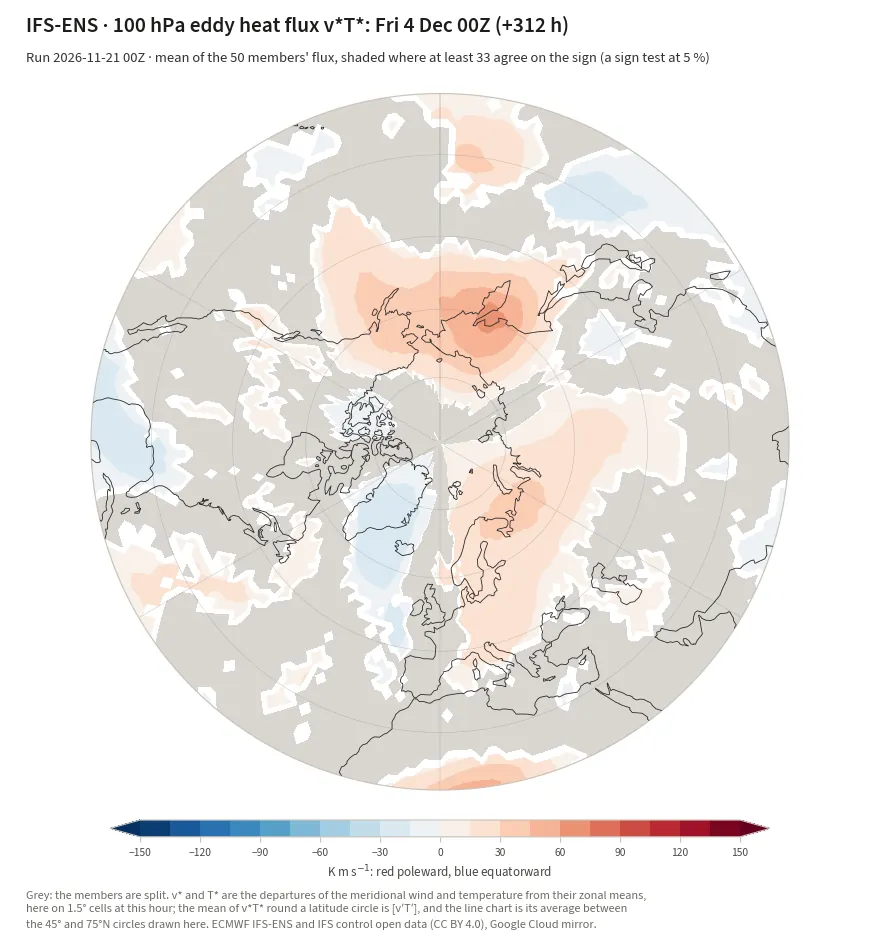 IFS-ENS · 100 hPa eddy heat flux v*T*: Fri 4 Dec 00Z (+312 h)
Run 2026-11-21 00Z · mean of the 50 members' flux, shaded where at least 33 agree on the sign (a sign test at 5 %)
−150 −120 −90 −60 −30 0 30 60 90 120 150
K m s⁻¹: red poleward, blue equatorward
Grey: the members are split. v* and T* are the departures of the meridional wind and temperature from their zonal means,
here on 1.5° cells at this hour; the mean of v*T* round a latitude circle is [v′T′], and the line chart is its average between
the 45° and 75°N circles drawn here. ECMWF IFS-ENS and IFS control open data (CC BY 4.0), Google Cloud mirror.